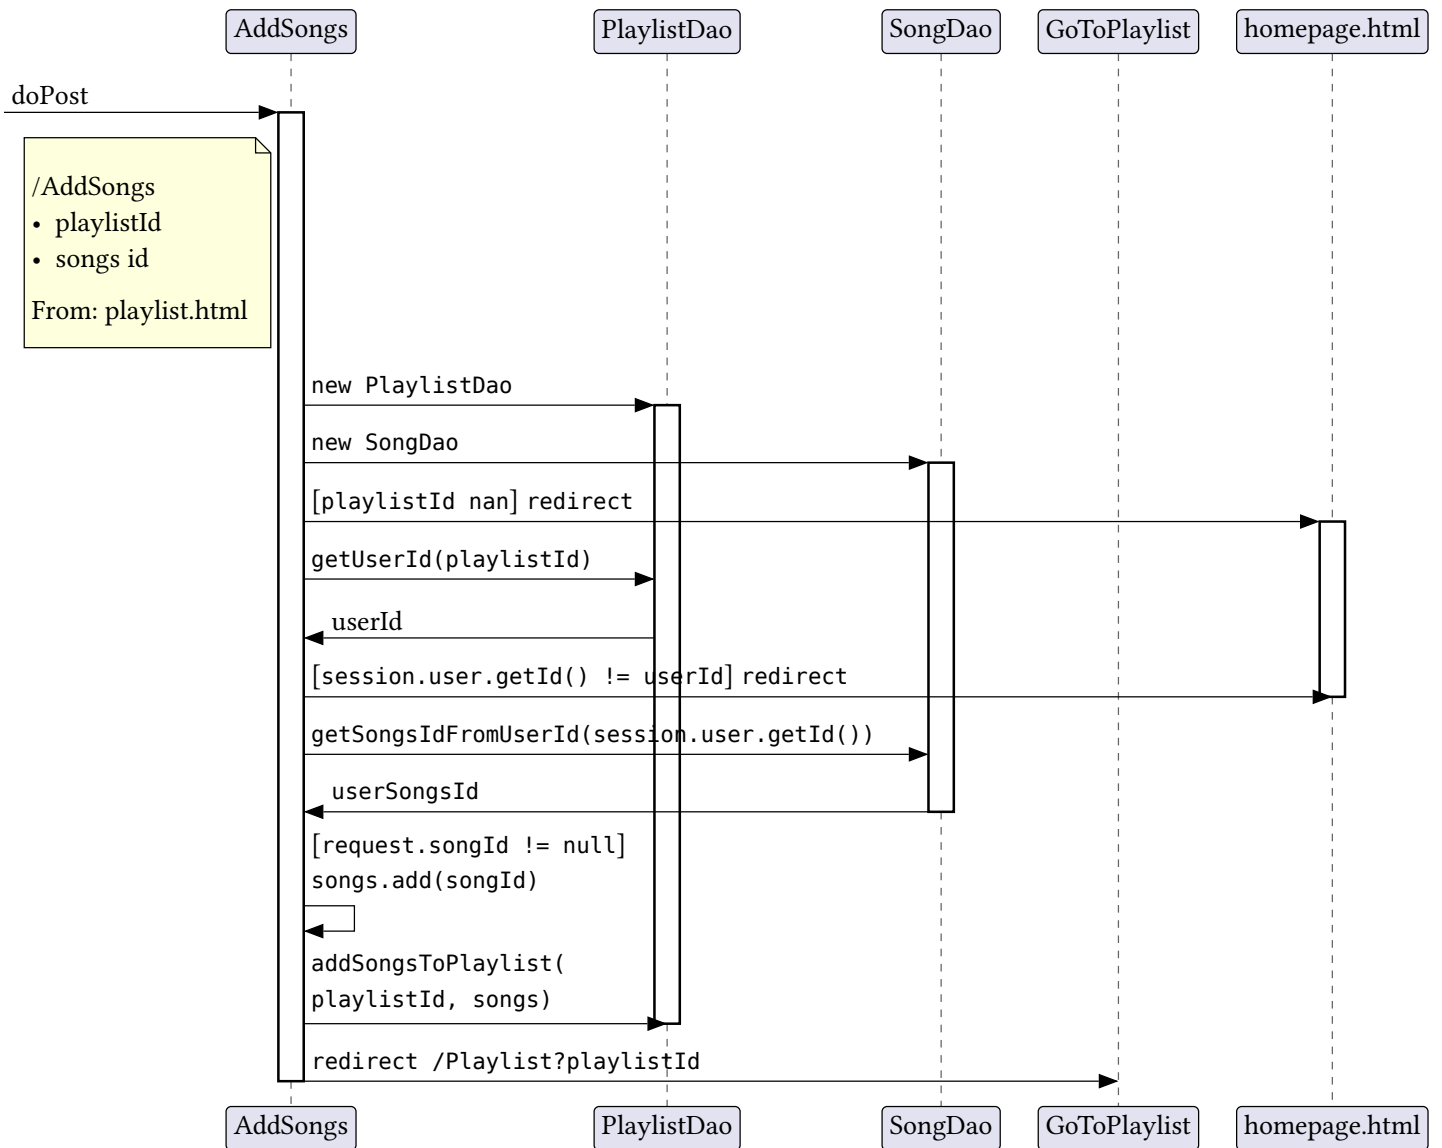 AddSongs PlaylistDao SongDao GoToPlaylist homepage.html
doPost
/AddSongs
• playlistId
• songs id
From: playlist.html
new PlaylistDao
new SongDao
[playlistId nan] redirect
getUserId(playlistId)
userId
[session.user.getId() != userId] redirect
getSongsIdFromUserId(session.user.getId())
userSongsId
[request.songId != null]
songs.add(songId)
addSongsToPlaylist(
playlistId, songs)
redirect /Playlist?playlistId
AddSongs PlaylistDao SongDao GoToPlaylist homepage.html